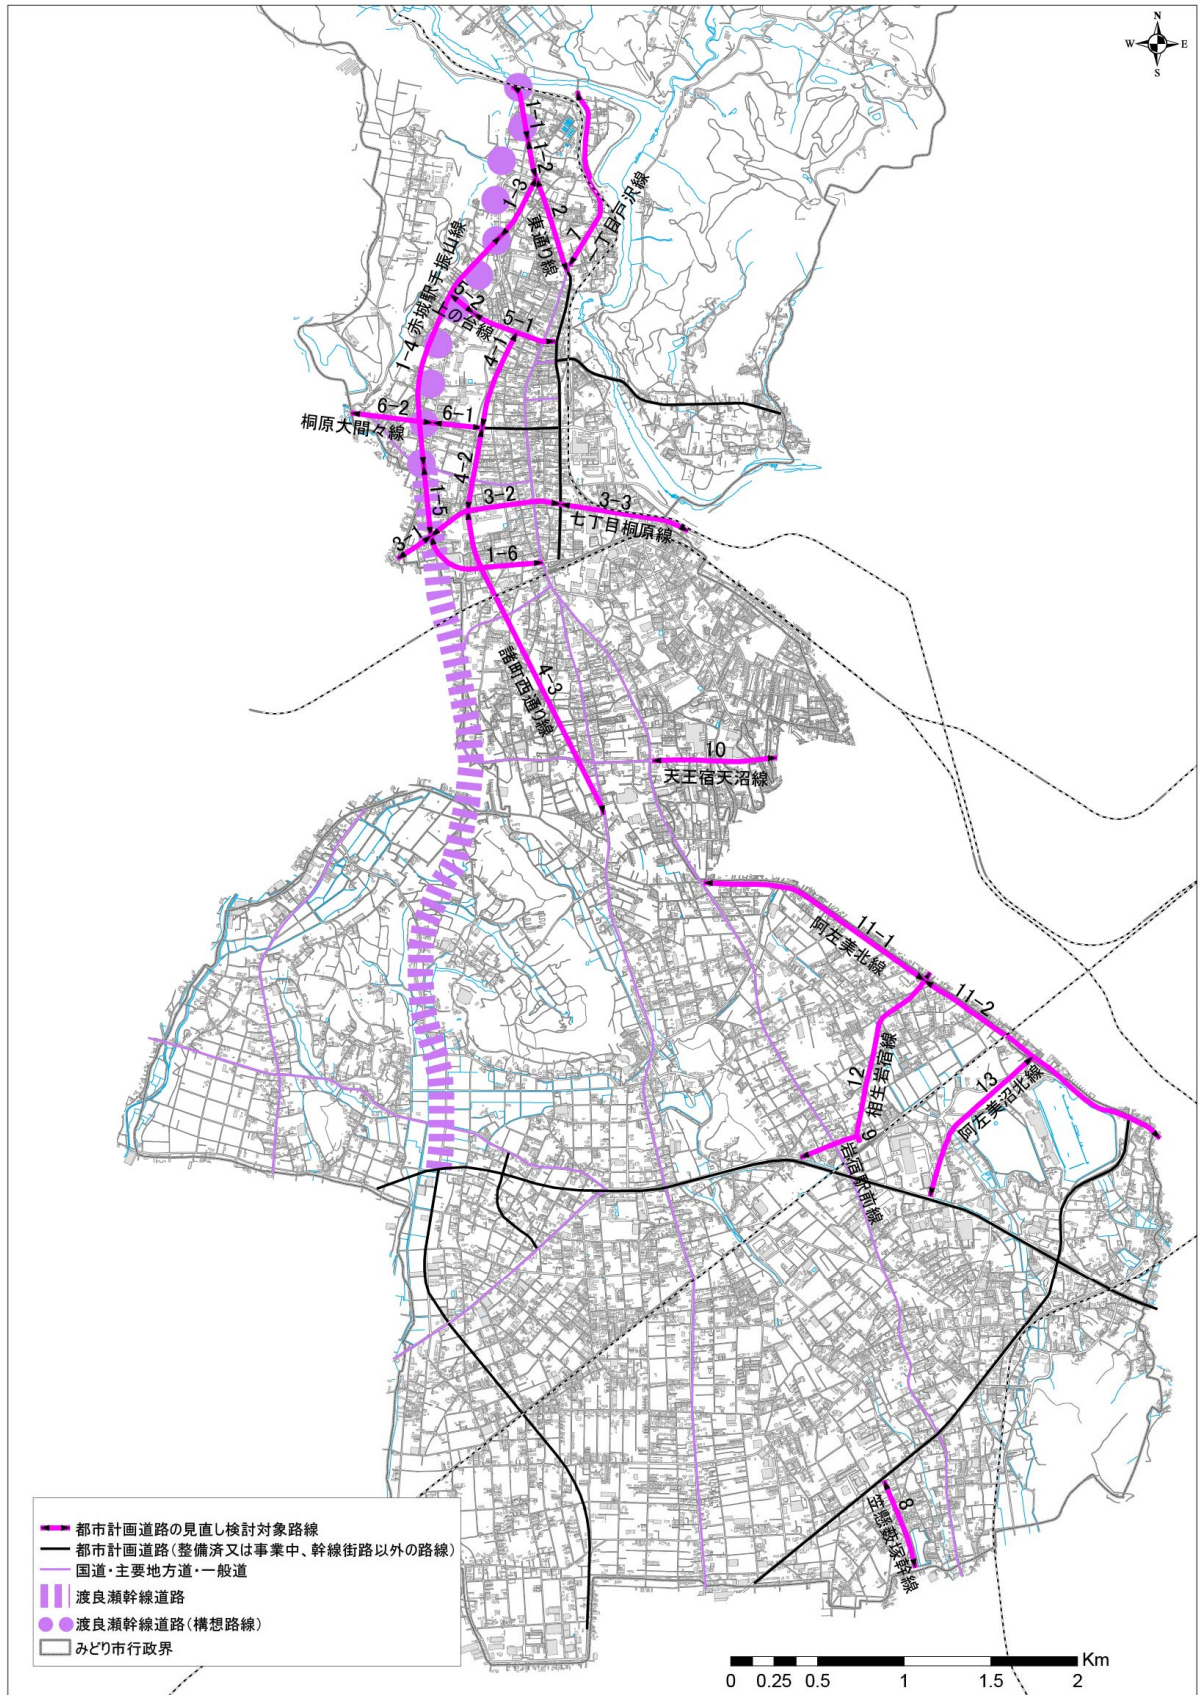 N
W E
S
1-1
1-2
1-3
2
東通り線
7
一丁目戸沢線
赤城駅手振山線
5-2
上の台線
5-1
4-1
1-4
6-2
6-1
桐原大間々線
4-2
1-5
3-2
3-3
七丁目桐原線
3-1
1-6
4-3
諸町西通り線
10
天王宿天沼線
11-1
阿左美北線
11-2
12
相生岩宿線
13
阿左美沼北線
9
岩宿駅前線
8
笠懸藪塚幹線
都市計画道路の見直し検討対象路線
都市計画道路(整備済又は事業中、幹線街路以外の路線)
国道・主要地方道・一般道
渡良瀬幹線道路
渡良瀬幹線道路(構想路線)
みどり市行政界
Km
0 0.25 0.5 1 1.5 2